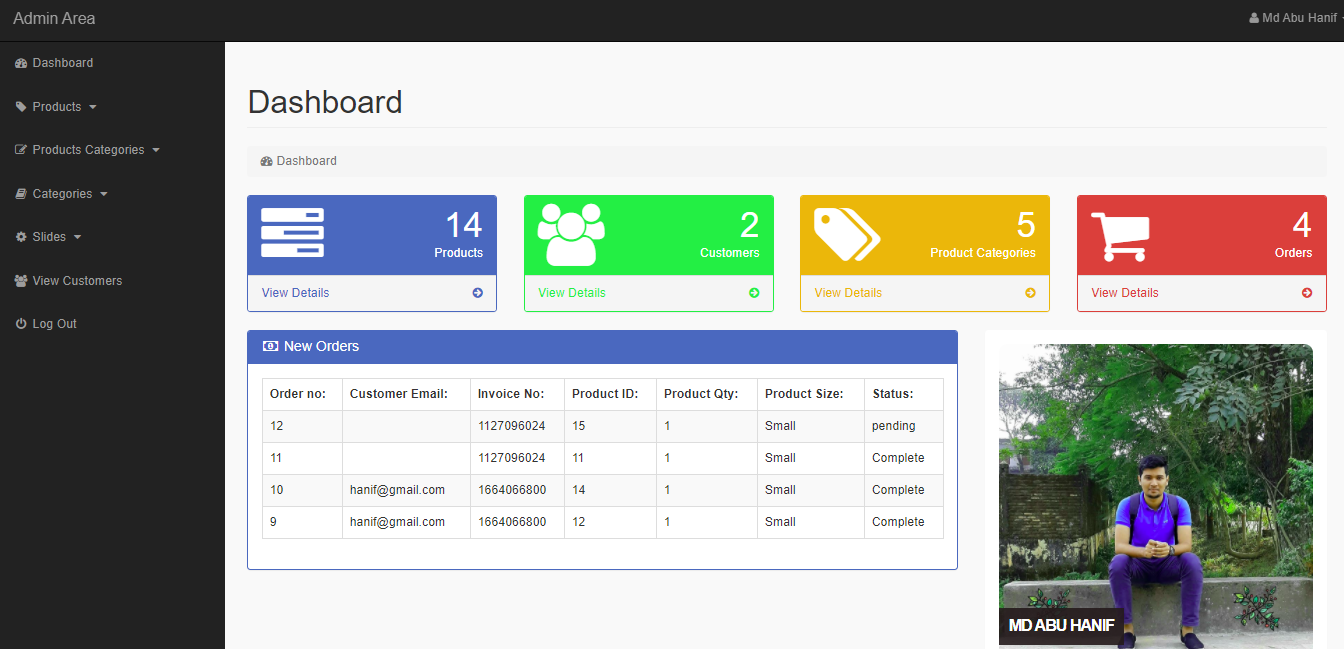 Admin Area
Md Abu Hanif
Dashboard
Products
Products Categories
Categories
Slides
View Customers
Log Out
Dashboard
Dashboard
14
Products
View Details
2
Customers
View Details
5
Product Categories
View Details
4
Orders
View Details
New Orders
Order no: Customer Email: Invoice No: Product ID: Product Qty: Product Size: Status:
12 1127096024 15 1 Small pending
11 1127096024 11 1 Small Complete
10 hanif@gmail.com 1664066800 14 1 Small Complete
9 hanif@gmail.com 1664066800 12 1 Small Complete
MD ABU HANIF